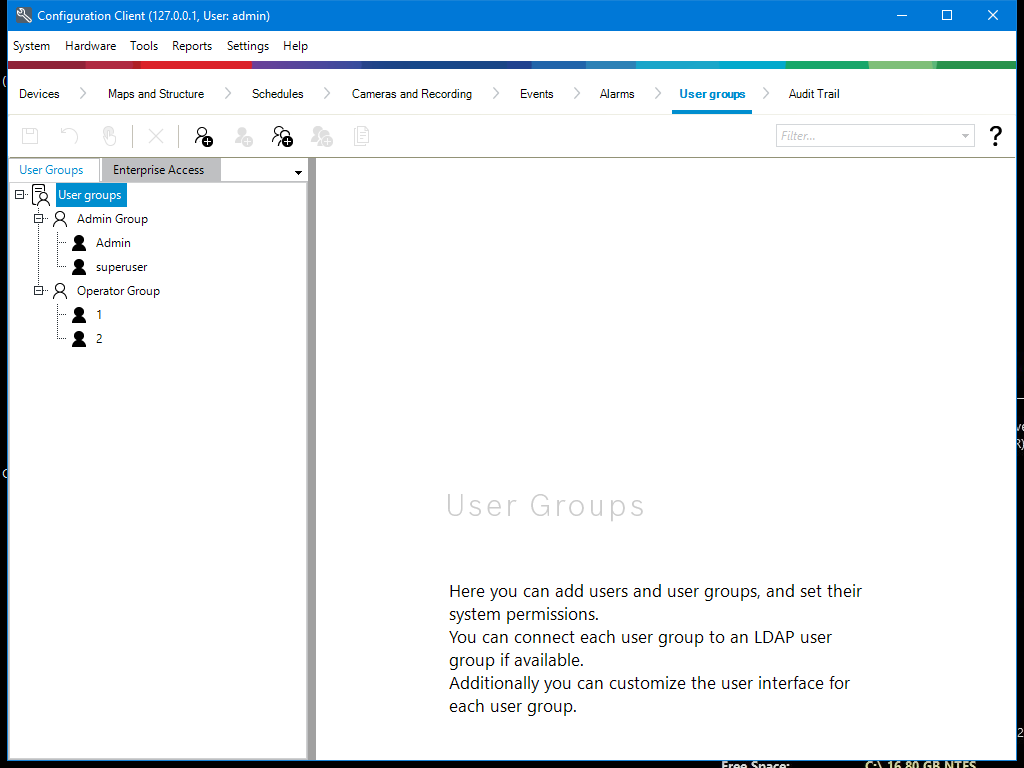 Configuration Client (127.0.0.1, User: admin)
System Hardware Tools Reports Settings Help
Devices Maps and Structure Schedules Cameras and Recording Events Alarms User groups Audit Trail
Filter...
?
User Groups Enterprise Access
User groups
Admin Group
Admin
superuser
Operator Group
1
2
User Groups
Here you can add users and user groups, and set their
system permissions.
You can connect each user group to an LDAP user
group if available.
Additionally you can customize the user interface for
each user group.
Free Space: C:\ 16.80 GB NTFS